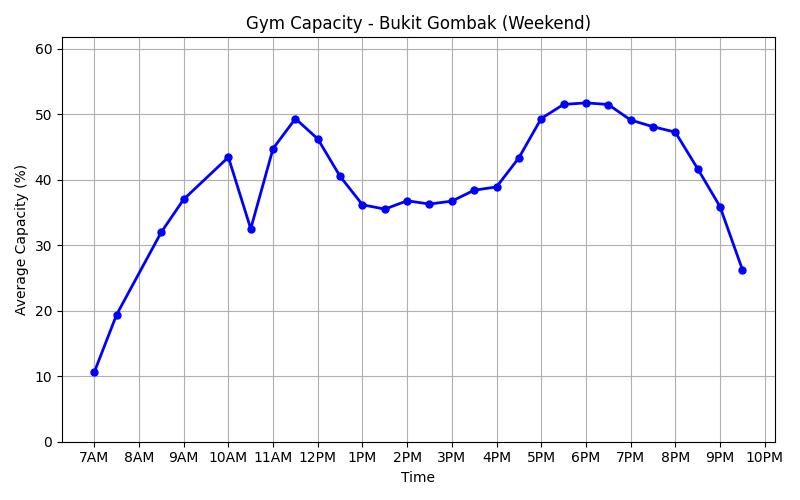 Gym Capacity - Bukit Gombak (Weekend)
Average Capacity (%)
60
50
40
30
20
10
0
7AM 8AM 9AM 10AM 11AM 12PM 1PM 2PM 3PM 4PM 5PM 6PM 7PM 8PM 9PM 10PM
Time